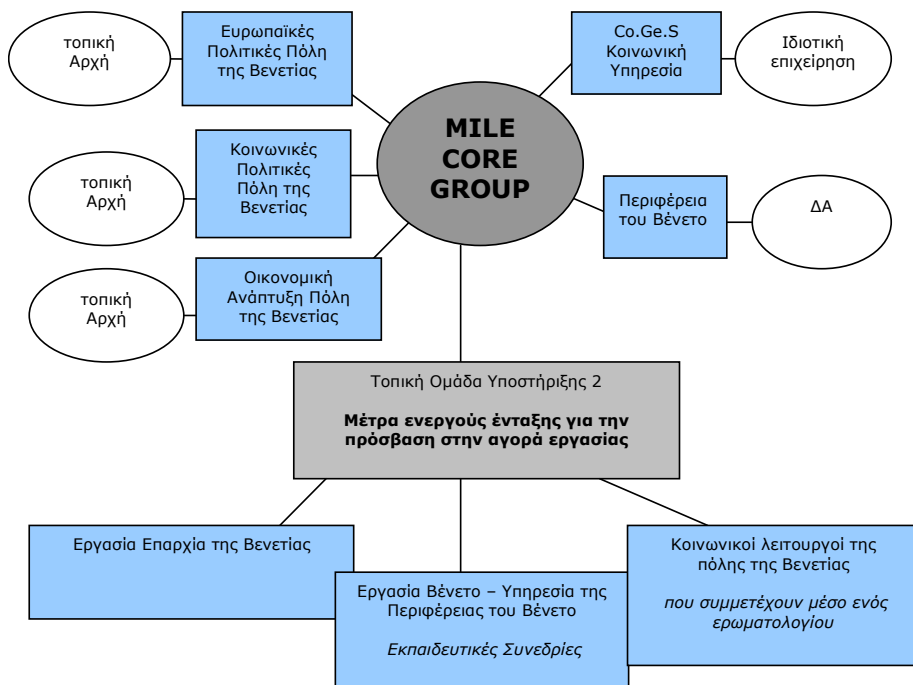 τοπική
Αρχή
Ευρωπαϊκές
Πολιτικές Πόλη
της Βενετίας
Co.Ge.S
Κοινωνική
Υπηρεσία
Ιδιοτική
επιχείρηση
MILE
CORE
GROUP
τοπική
Αρχή
Κοινωνικές
Πολιτικές
Πόλη της
Βενετίας
Περιφέρεια
του Βένετο
ΔΑ
τοπική
Αρχή
Οικονομική
Ανάπτυξη Πόλη
της Βενετίας
Τοπική Ομάδα Υποστήριξης 2
Μέτρα ενεργούς ένταξης για την
πρόσβαση στην αγορά εργασίας
Εργασία Επαρχία της Βενετίας
Εργασία Βένετο – Υπηρεσία της
Περιφέρειας του Βένετο
Εκπαιδευτικές Συνεδρίες
Κοινωνικοί λειτουργοί της
πόλης της Βενετίας
που συμμετέχουν μέσο ενός
ερωματολογίου